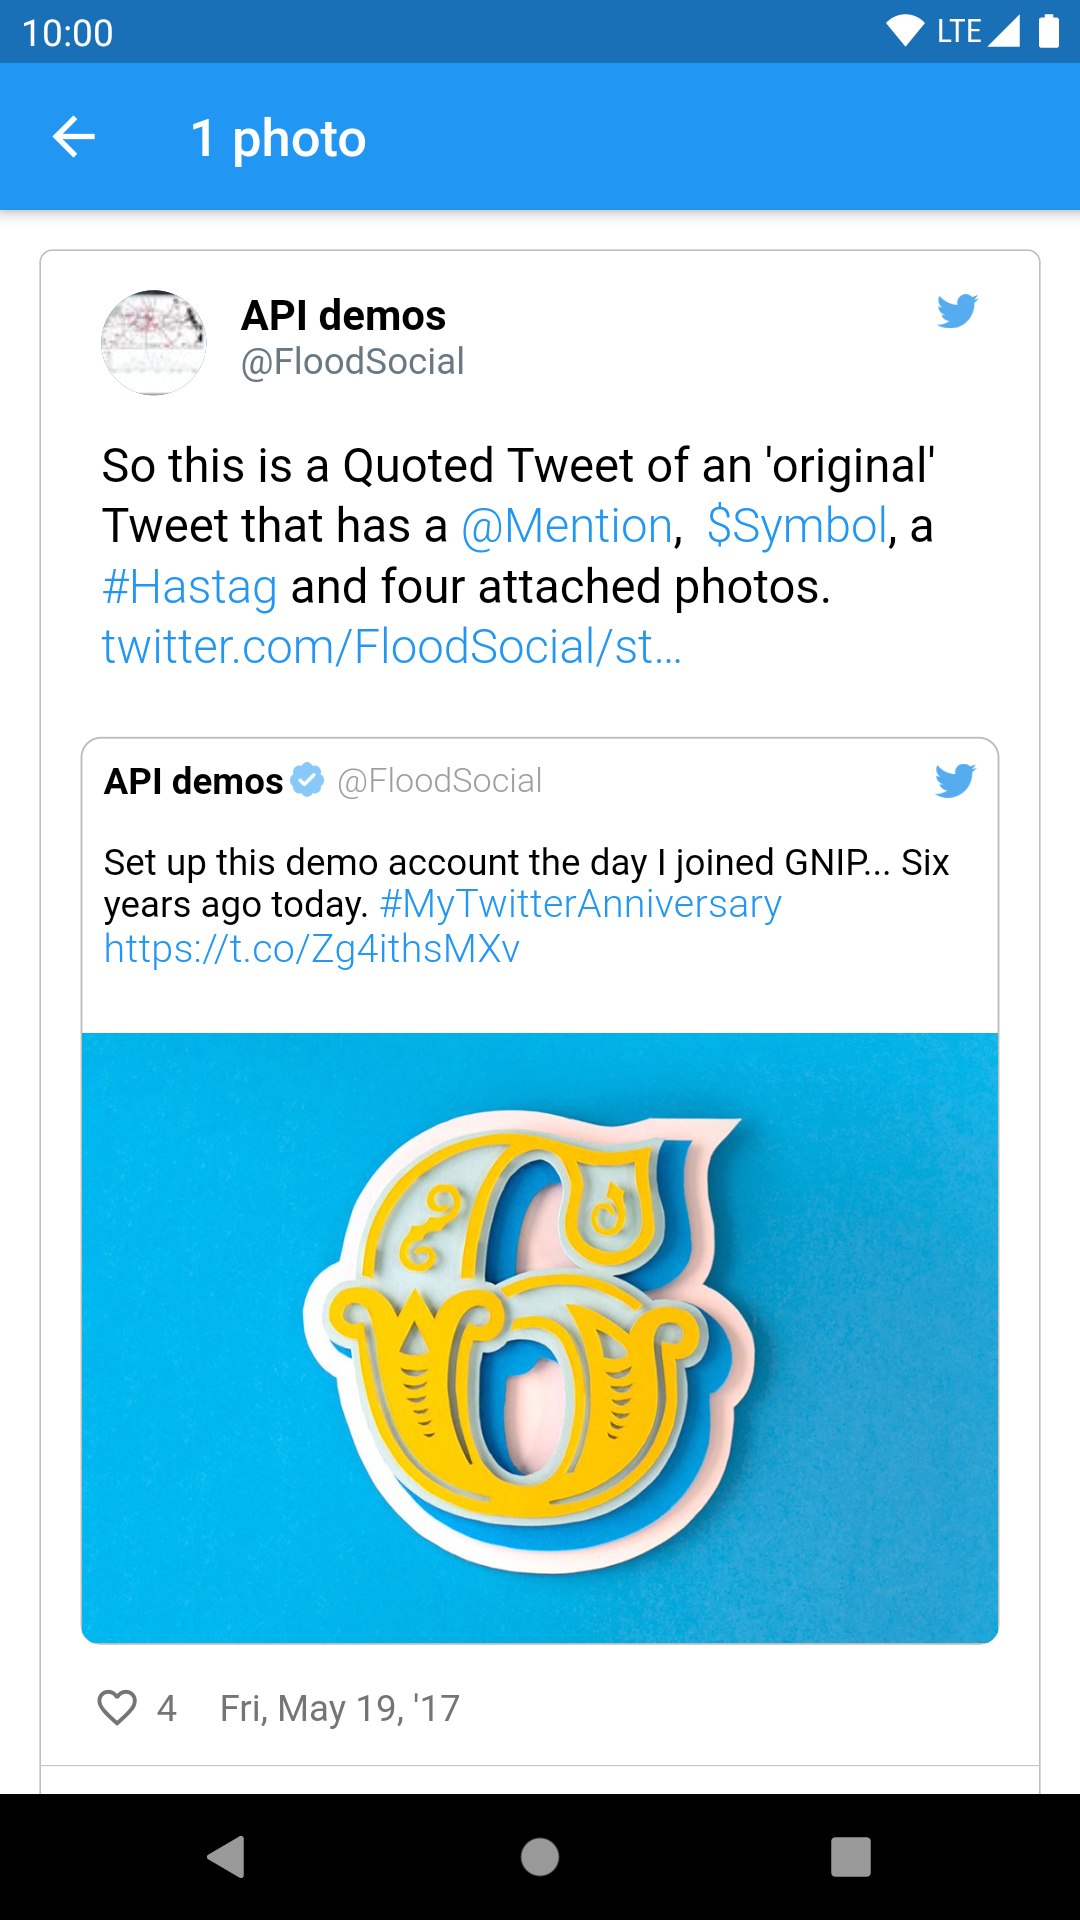 10:00
LTE
1 photo
API demos
@FloodSocial
So this is a Quoted Tweet of an 'original'
Tweet that has a @Mention,  $Symbol, a
#Hastag and four attached photos.
twitter.com/FloodSocial/st…
API demos @FloodSocial
Set up this demo account the day I joined GNIP... Six
years ago today. #MyTwitterAnniversary
https://t.co/Zg4ithsMXv
6
4 Fri, May 19, '17